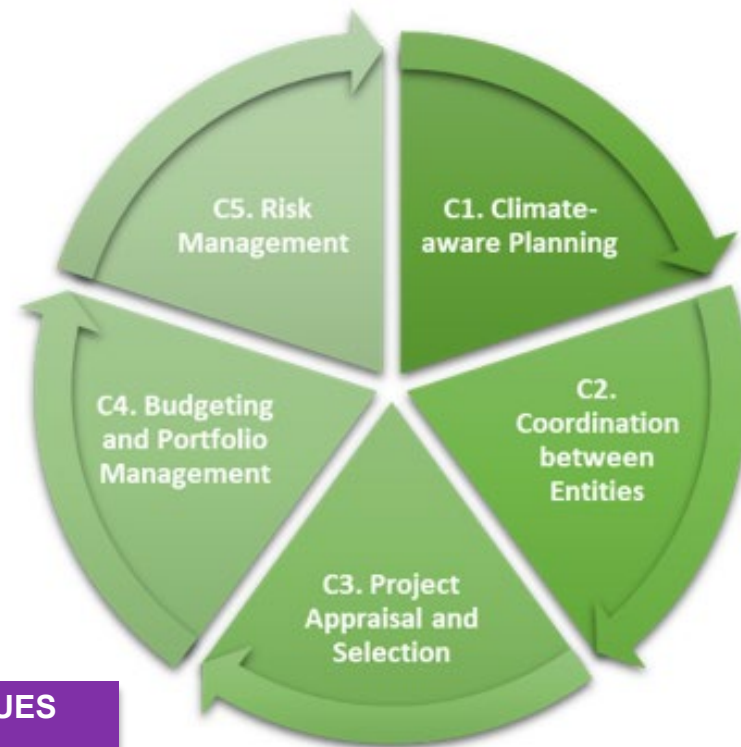 C5. Risk
Management
C1. Climate-
aware Planning
C2.
Coordination
between
Entities
C3. Project
Appraisal and
Selection
C4. Budgeting
and Portfolio
Management